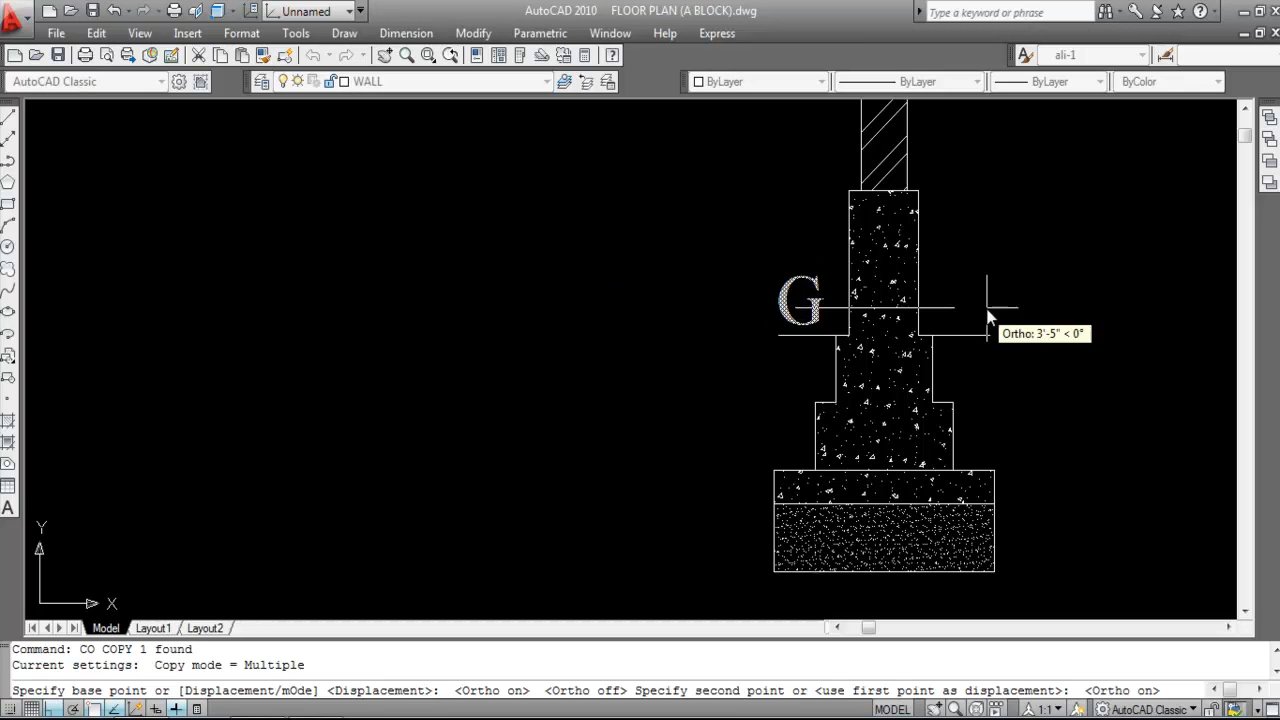 AutoCAD 2010 FLOOR PLAN (A BLOCK).dwg
Unnamed
Type a keyword or phrase
File Edit View Insert Format Tools Draw Dimension Modify Parametric Window Help Express
ali-1
AutoCAD Classic
WALL
ByLayer
ByLayer
ByLayer
ByColor
G
Ortho: 3'-5" < 0°
Y
X
A
Model Layout1 Layout2
Command: CO COPY 1 found
Current settings: Copy mode = Multiple
Specify base point or [Displacement/mOde] <Displacement>: <Ortho on> <Ortho off> Specify second point or <use first point as displacement>: <Ortho on>
MODEL
1:1
AutoCAD Classic